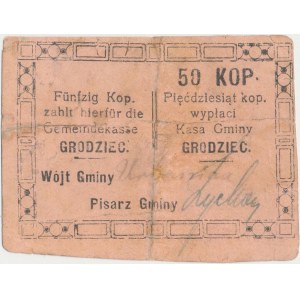 Fünfzig Kop.
zahlt hierfür die
Gemeindekasse
GRODZIEC.
50 KOP.
Pięćdziesiąt kop.
wypłaci
Kasa Gminy
GRODZIEC.
Wójt Gminy
Pisarz Gminy